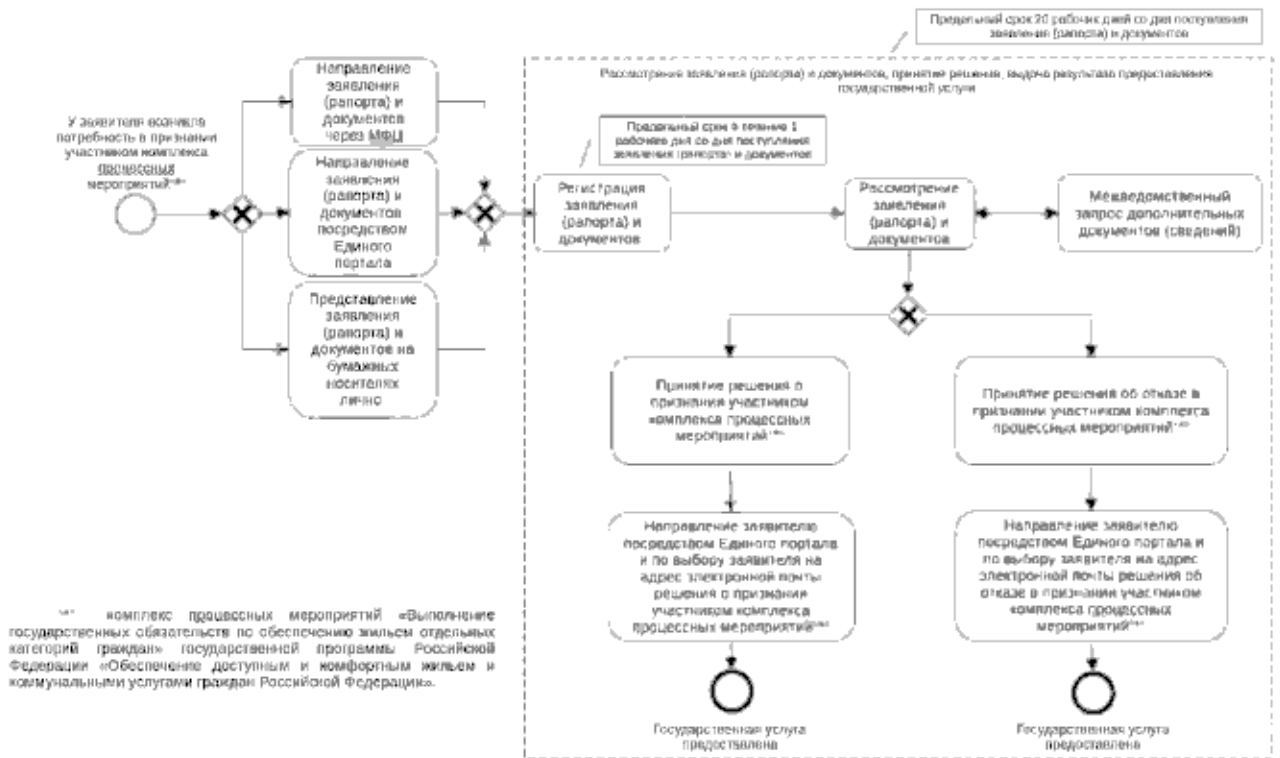 Предельный срок 20 рабочих дней со дня поступления
заявления (рапорта) и документов
Рассмотрение заявления (рапорта) и документов, принятие решения, выдача результата предоставления
государственной услуги
У заявителя возникла
потребность в признании
участником комплекса
процессных
мероприятий
Направление
заявления
(рапорта) и
документов
через МФЦ
Направление
заявления
(рапорта) и
документов
посредством
Единого
портала
Представление
заявления
(рапорта) и
документов на
бумажных
носителях
лично
Предельный срок в течение 1
рабочего дня со дня поступления
заявления (рапорта) и документов
Регистрация
заявления
(рапорта) и
документов
Рассмотрение
заявления
(рапорта) и
документов
Межведомственный
запрос дополнительных
документов (сведений)
Принятие решения о
признании участником
комплекса процессных
мероприятий
Принятие решения об отказе в
признании участником комплекса
процессных мероприятий
Направление заявителю
посредством Единого портала
и по выбору заявителя на
адрес электронной почты
решения о признании
участником комплекса
процессных мероприятий
Направление заявителю
посредством Единого портала и
по выбору заявителя на адрес
электронной почты решения об
отказе в признании участником
комплекса процессных
мероприятий
Государственная услуга
предоставлена
Государственная услуга
предоставлена
комплекс процессных мероприятий «Выполнение
государственных обязательств по обеспечению жильем отдельных
категорий граждан» государственной программы Российской
Федерации «Обеспечение доступным и комфортным жильем и
коммунальными услугами граждан Российской Федерации».